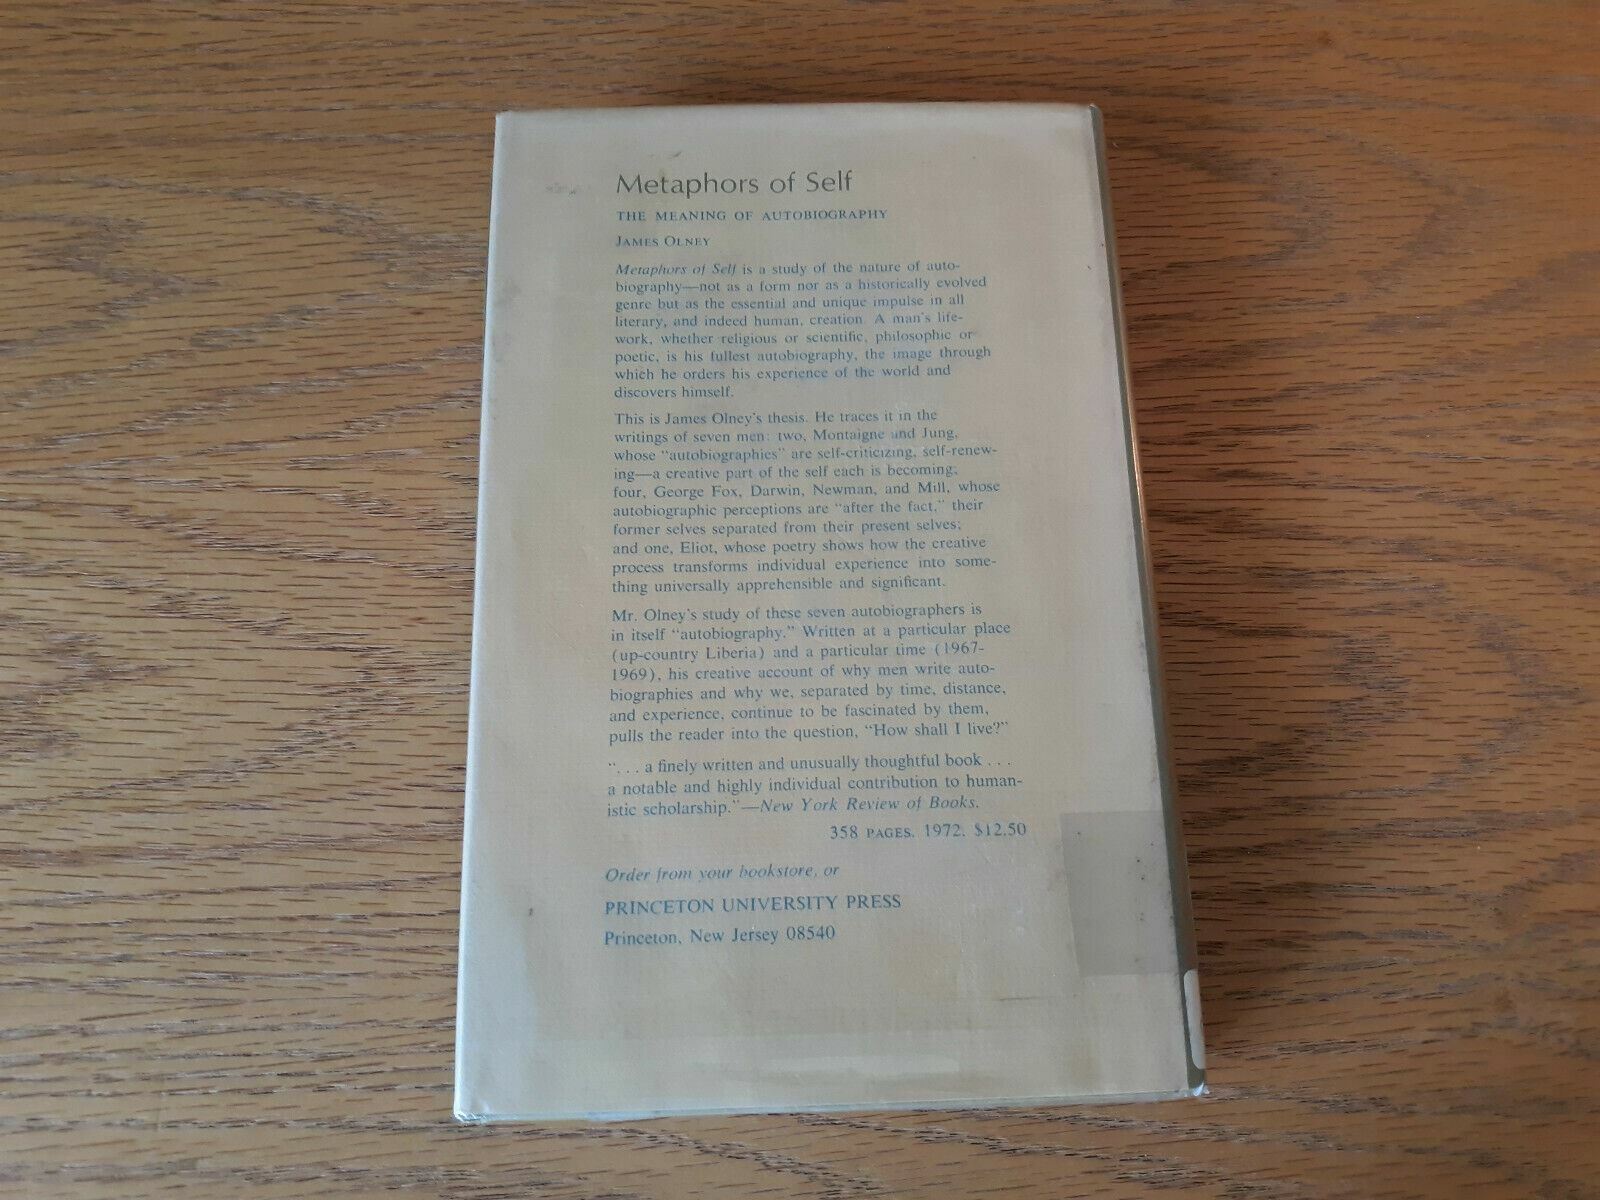 Metaphors of Self
THE MEANING OF AUTOBIOGRAPHY
JAMES OLNEY
Metaphors of Self is a study of the nature of auto-
biography—not as a form nor as a historically evolved
genre but as the essential and unique impulse in all
literary, and indeed human, creation. A man's life-
work, whether religious or scientific, philosophic or
poetic, is his fullest autobiography, the image through
which he orders his experience of the world and
discovers himself.
This is James Olney's thesis. He traces it in the
writings of seven men: two, Montaigne and Jung,
whose "autobiographies" are self-criticizing, self-renew-
ing—a creative part of the self each is becoming;
four, George Fox, Darwin, Newman, and Mill, whose
autobiographic perceptions are "after the fact," their
former selves separated from their present selves;
and one, Eliot, whose poetry shows how the creative
process transforms individual experience into some-
thing universally apprehensible and significant.
Mr. Olney's study of these seven autobiographers is
in itself "autobiography." Written at a particular place
(up-country Liberia) and a particular time (1967-
1969), his creative account of why men write auto-
biographies and why we, separated by time, distance,
and experience, continue to be fascinated by them,
pulls the reader into the question, "How shall I live?"
". . . a finely written and unusually thoughtful book . . .
a notable and highly individual contribution to human-
istic scholarship."—New York Review of Books.
358 PAGES. 1972. $12.50
Order from your bookstore, or
PRINCETON UNIVERSITY PRESS
Princeton, New Jersey 08540